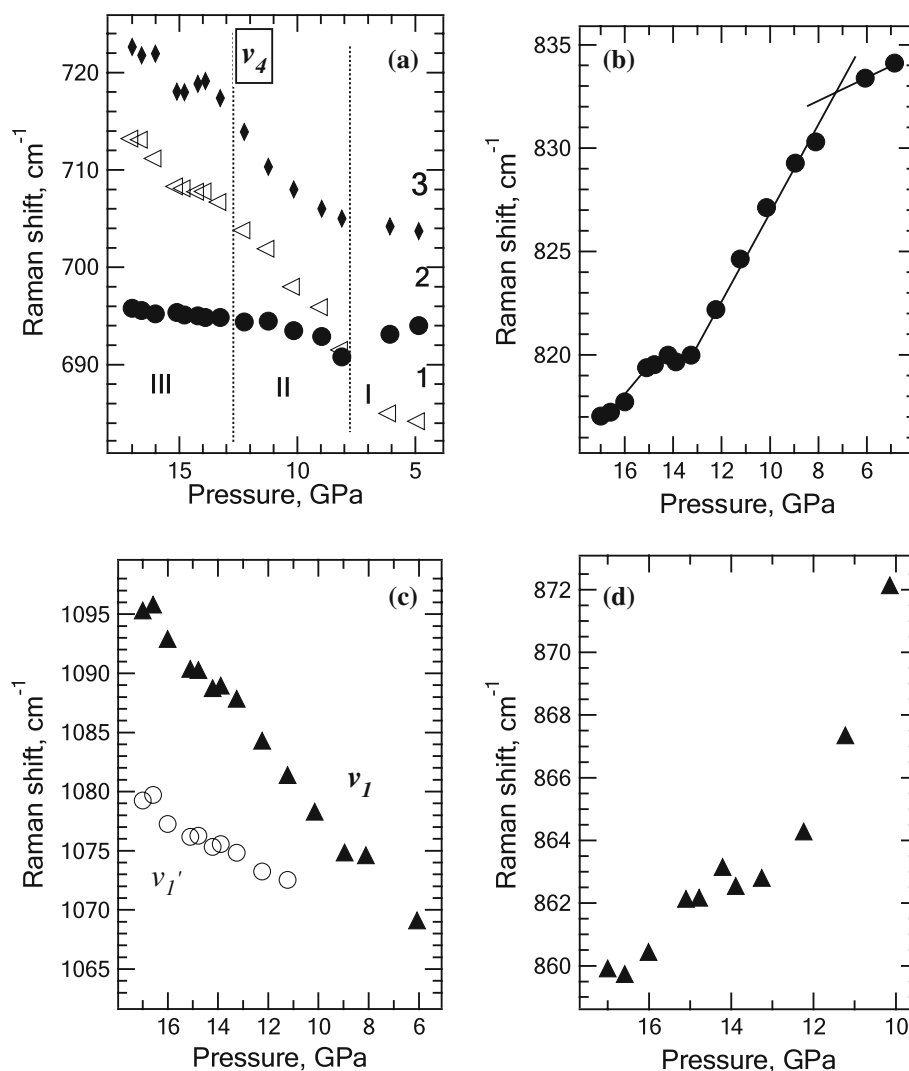 (a)
v4
720
710
700
690
Raman shift, cm-1
3
2
1
III
II
I
15
10
5
Pressure, GPa
(b)
835
830
825
820
Raman shift, cm-1
16
14
12
10
8
6
Pressure, GPa
(c)
1095
1090
1085
1080
1075
1070
1065
Raman shift, cm-1
v1
v1'
16
14
12
10
8
6
Pressure, GPa
(d)
872
870
868
866
864
862
860
Raman shift, cm-1
16
14
12
10
Pressure, GPa